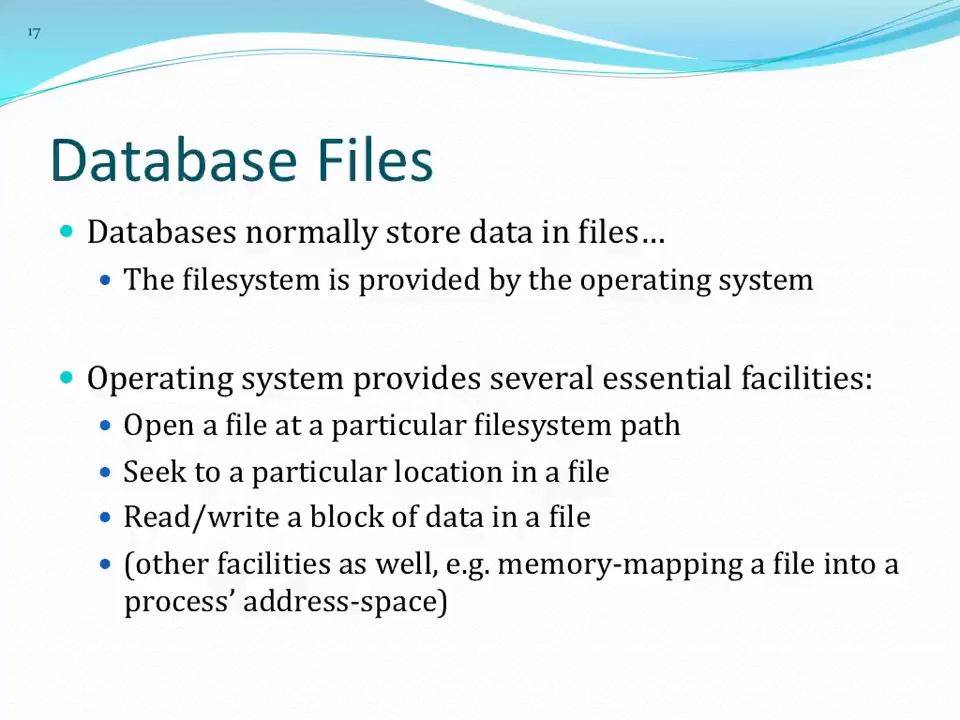 17
Database Files
• Databases normally store data in files…
• The filesystem is provided by the operating system
• Operating system provides several essential facilities:
• Open a file at a particular filesystem path
• Seek to a particular location in a file
• Read/write a block of data in a file
• (other facilities as well, e.g. memory-mapping a file into a
process’ address-space)